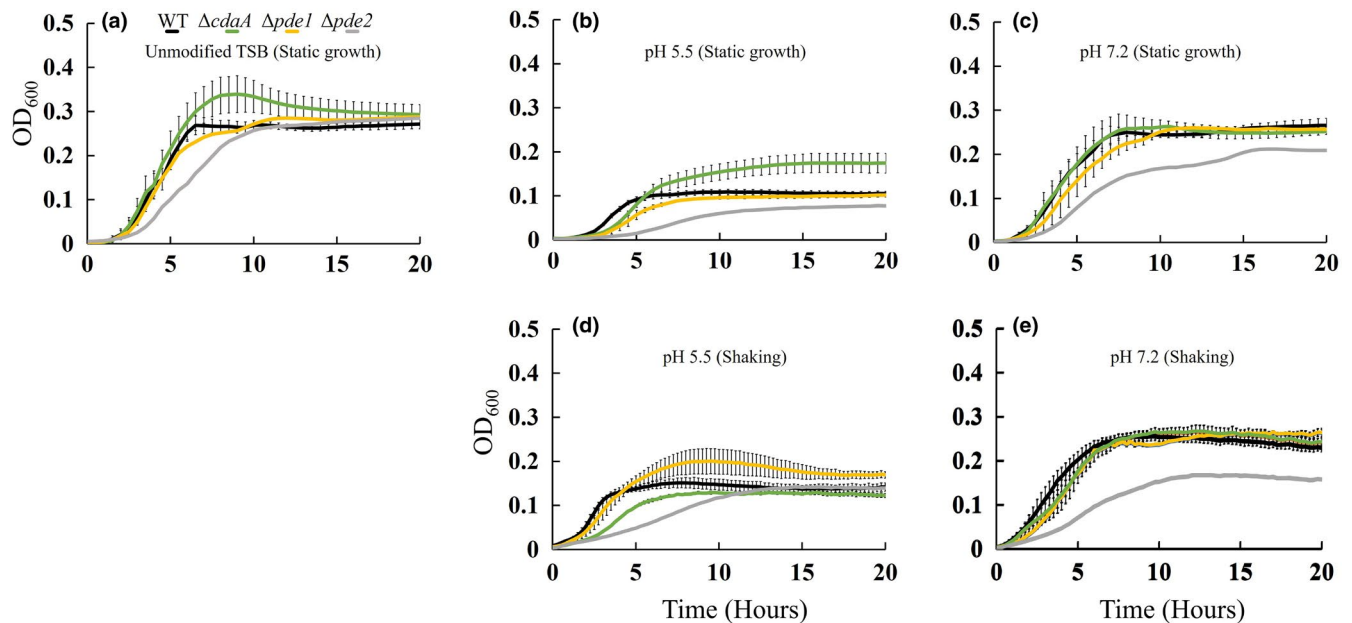 (a) WT ΔcdaA Δpde1 Δpde2
Unmodified TSB (Static growth)
OD600
0.5
0.4
0.3
0.2
0.1
0
0 5 10 15 20
(b)
pH 5.5 (Static growth)
0.5
0.4
0.3
0.2
0.1
0
0 5 10 15 20
(c)
pH 7.2 (Static growth)
0.5
0.4
0.3
0.2
0.1
0
0 5 10 15 20
(d)
pH 5.5 (Shaking)
OD600
0.5
0.4
0.3
0.2
0.1
0
0 5 10 15 20
Time (Hours)
(e)
pH 7.2 (Shaking)
0.5
0.4
0.3
0.2
0.1
0
0 5 10 15 20
Time (Hours)